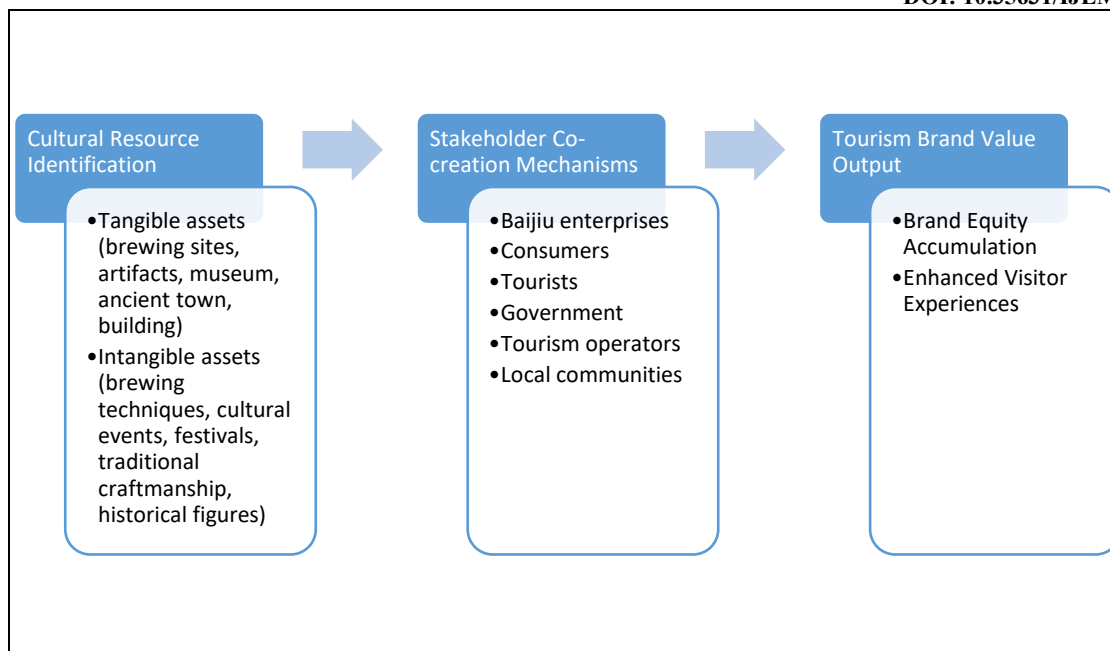 Cultural Resource
Identification
•Tangible assets
(brewing sites,
artifacts, museum,
ancient town,
building)
•Intangible assets
(brewing
techniques, cultural
events, festivals,
traditional
craftmanship,
historical figures)
Stakeholder Co-
creation Mechanisms
•Baijiu enterprises
•Consumers
•Tourists
•Government
•Tourism operators
•Local communities
Tourism Brand Value
Output
•Brand Equity
Accumulation
•Enhanced Visitor
Experiences